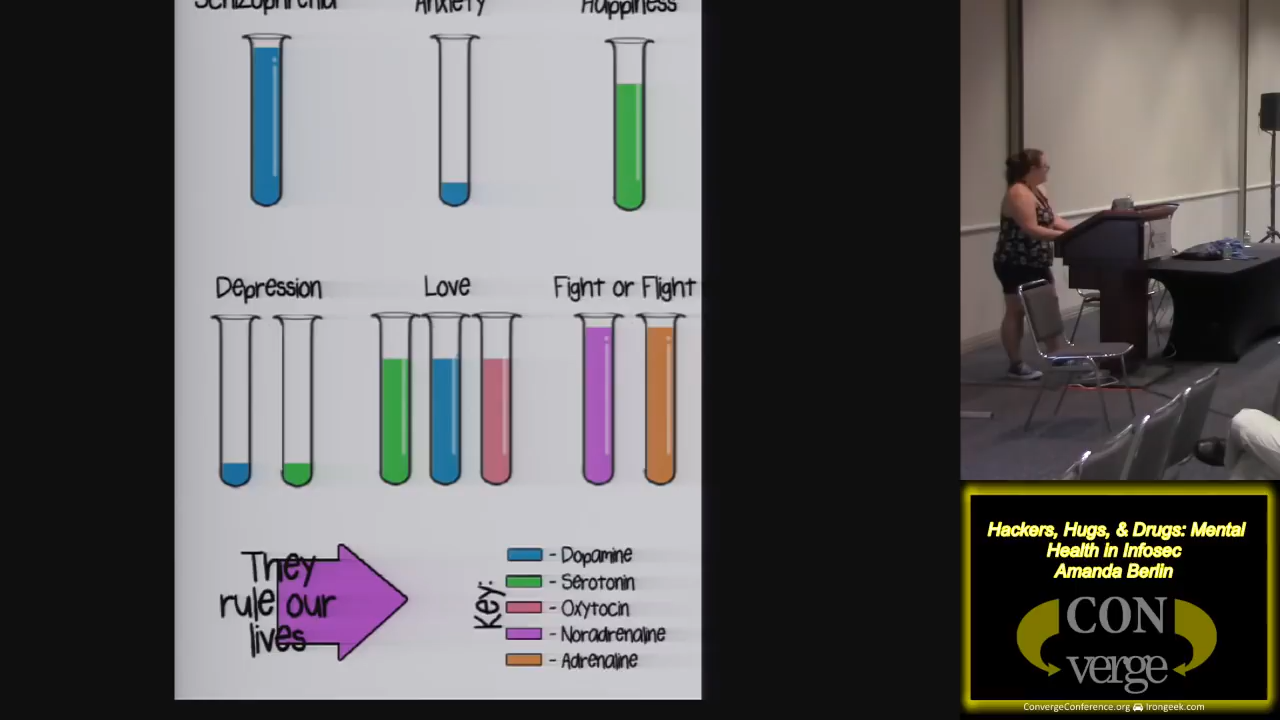 Schizophrenia
Anxiety
Happiness
Depression
Love
Fight or Flight
They
rule our
lives
Key:
- Dopamine
- Serotonin
- Oxytocin
- Noradrenaline
- Adrenaline
Hackers, Hugs, & Drugs: Mental
Health in Infosec
Amanda Berlin
CON
verge
ConvergeConference.org Irongeek.com